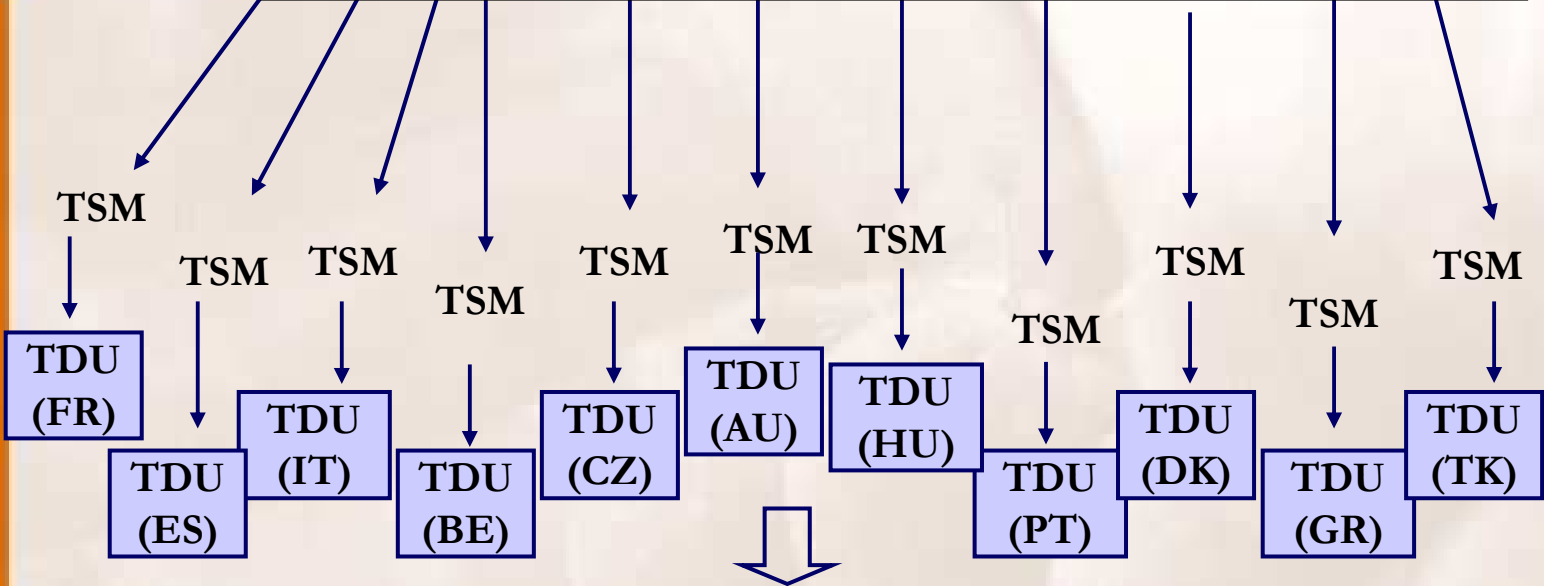 TSM
TDU
(FR)
TSM
TDU
(ES)
TSM
TDU
(IT)
TSM
TDU
(BE)
TSM
TDU
(CZ)
TSM
TDU
(AU)
TSM
TDU
(HU)
TSM
TDU
(PT)
TSM
TDU
(DK)
TSM
TDU
(GR)
TSM
TDU
(TK)